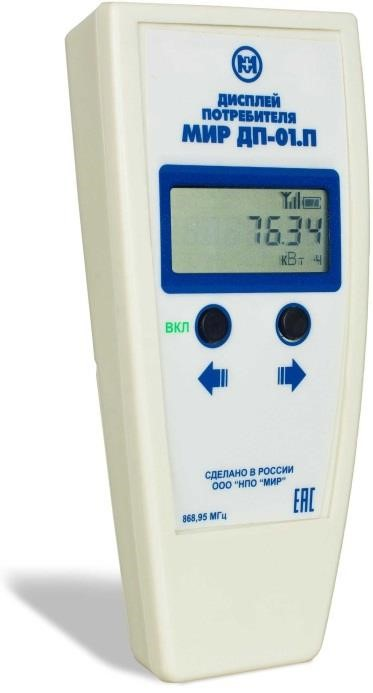 ДИСПЛЕЙ
ПОТРЕБИТЕЛЯ
МИР ДП-01.П
76.34
кВт ч
ВКЛ
СДЕЛАНО В РОССИИ
ООО "НПО "МИР"
868,95 МГц
ЕАС